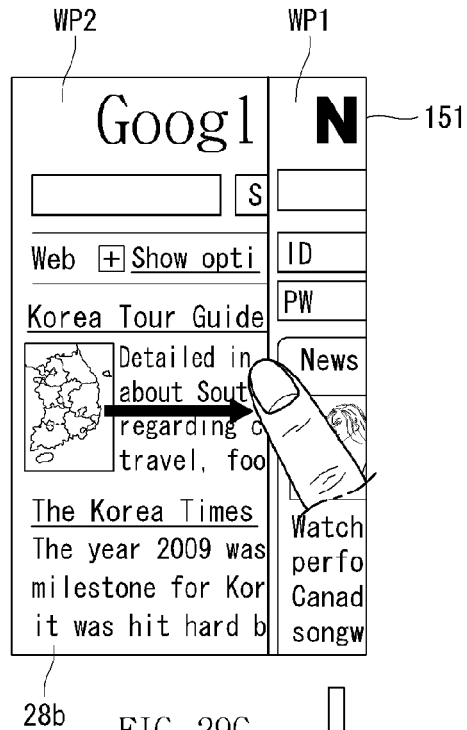 WP2 WP1
Googl N 151
S
Web + Show opti ID
PW
Korea Tour Guide
News
Detailed in
about Sout
regarding c
travel, foo
The Korea Times
Watch
The year 2009 was
perfo
milestone for Kor
Canad
it was hit hard b
songw
28b
FIG. 29C